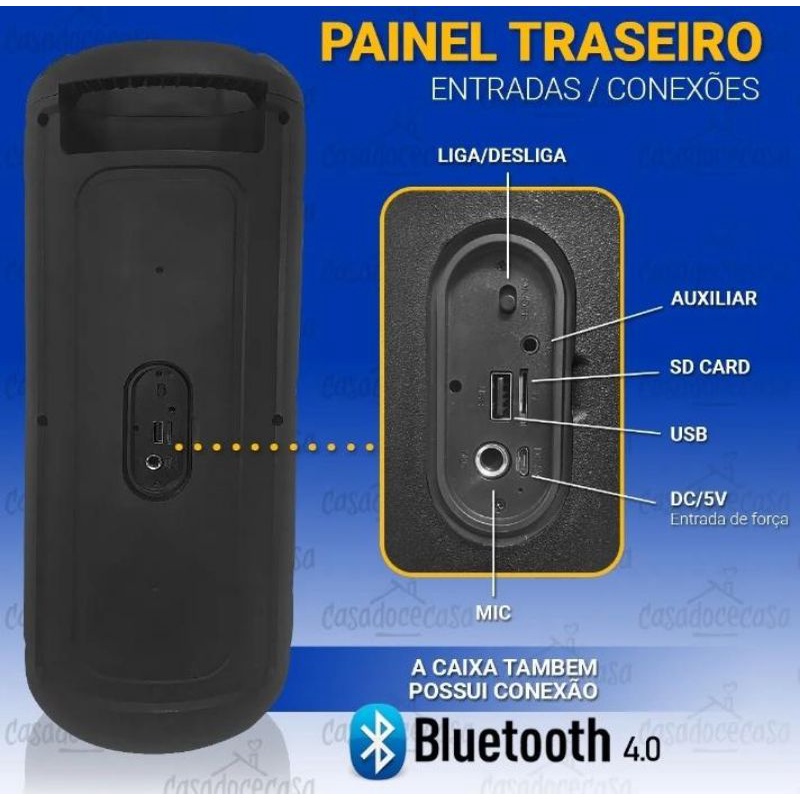 PAINEL TRASEIRO
ENTRADAS / CONEXÕES
LIGA/DESLIGA
AUXILIAR
SD CARD
USB
DC/5V
Entrada de força
MIC
A CAIXA TAMBEM
POSSUI CONEXÃO
Bluetooth 4.0
Casadocecasa